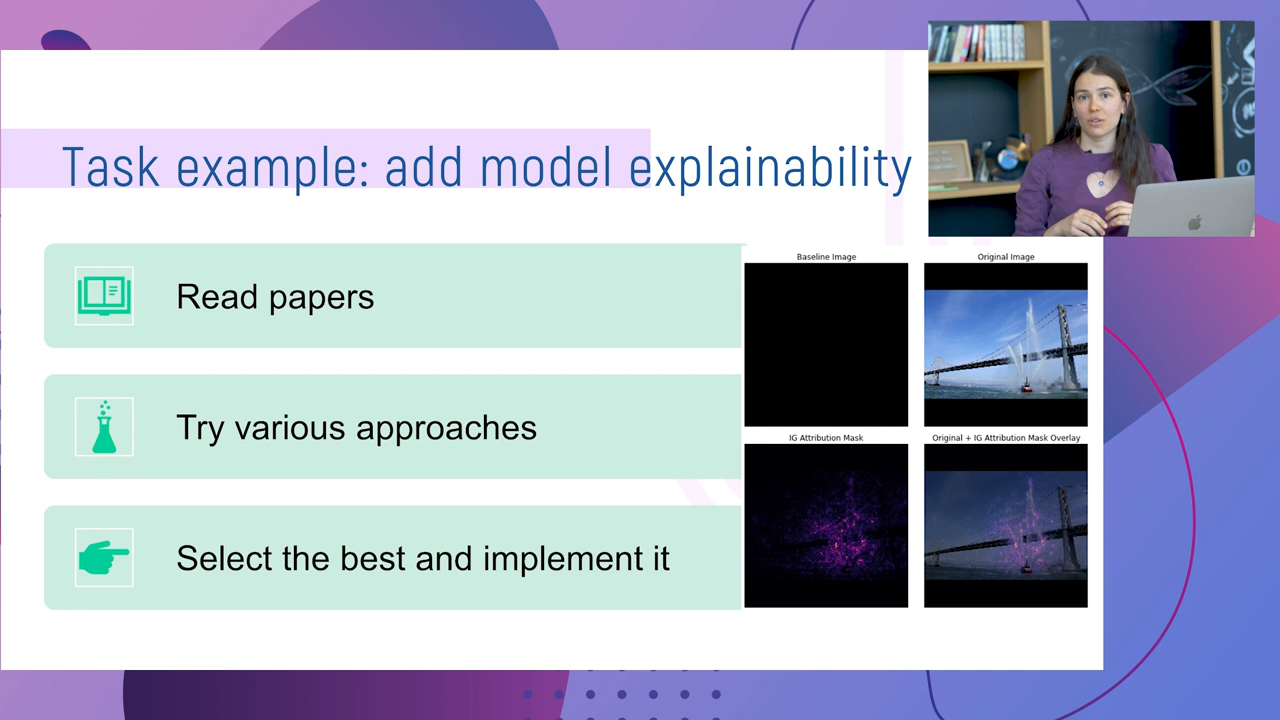 Task example: add model explainability
Read papers
Try various approaches
Select the best and implement it
Baseline Image
Original Image
IG Attribution Mask
Original + IG Attribution Mask Overlay